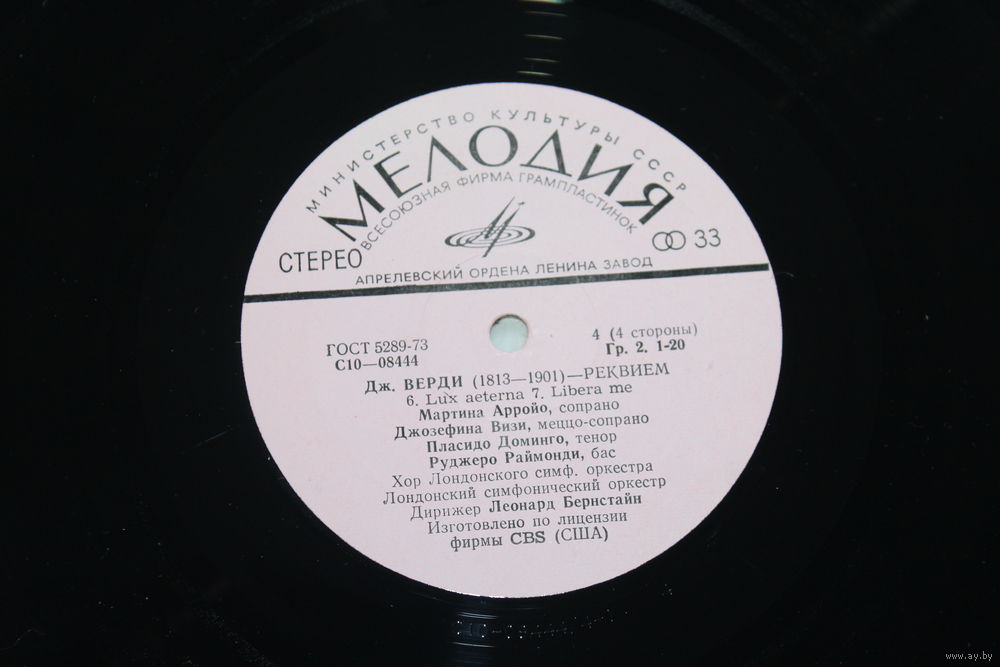 МИНИСТЕРСТВО КУЛЬТУРЫ СССР
МЕЛОДИЯ
ВСЕСОЮЗНАЯ ФИРМА ГРАМПЛАСТИНОК
СТЕРЕО
33
АПРЕЛЕВСКИЙ ОРДЕНА ЛЕНИНА ЗАВОД
ГОСТ 5289-73
С10—08444
4 (4 стороны)
Гр. 2. 1-20
Дж. ВЕРДИ (1813—1901)—РЕКВИЕМ
6. Lux aeterna 7. Libera me
Мартина Арройо, сопрано
Джозефина Визи, меццо-сопрано
Пласидо Доминго, тенор
Руджеро Раймонди, бас
Хор Лондонского симф. оркестра
Лондонский симфонический оркестр
Дирижер Леонард Бернстайн
Изготовлено по лицензии
фирмы CBS (США)
www.ay.by